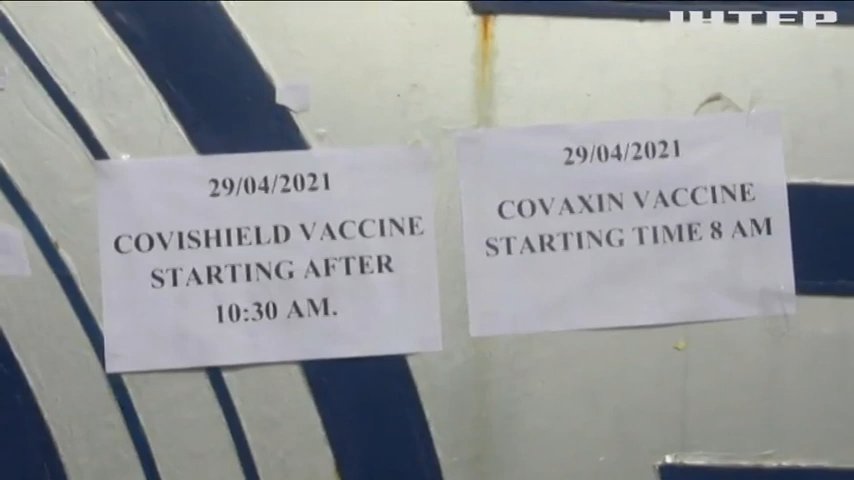 ІНТЕР
29/04/2021
COVISHIELD VACCINE
STARTING AFTER
10:30 AM.
29/04/2021
COVAXIN VACCINE
STARTING TIME 8 AM